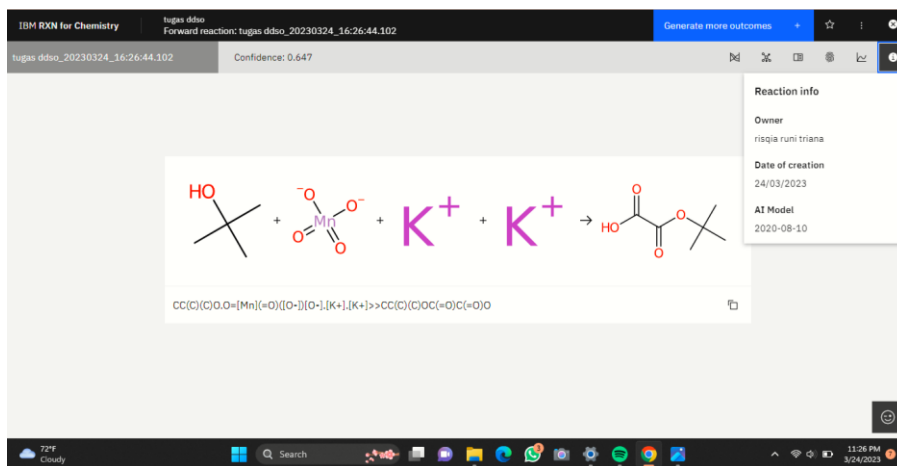 IBM RXN for Chemistry
tugas ddso
Forward reaction: tugas ddso_20230324_16:26:44.102
Generate more outcomes +
tugas ddso_20230324_16:26:44.102
Confidence: 0.647
Reaction info
Owner
risqia runi triana
Date of creation
24/03/2023
AI Model
2020-08-10
HO + ⁻O O⁻ Mn O O + K⁺ + K⁺ → O HO O O
CC(C)(C)O.O=[Mn](=O)([O-])[O-].[K+].[K+]>>CC(C)(C)OC(=O)C(=O)O
72°F
Cloudy
Search
11:26 PM
3/24/2023